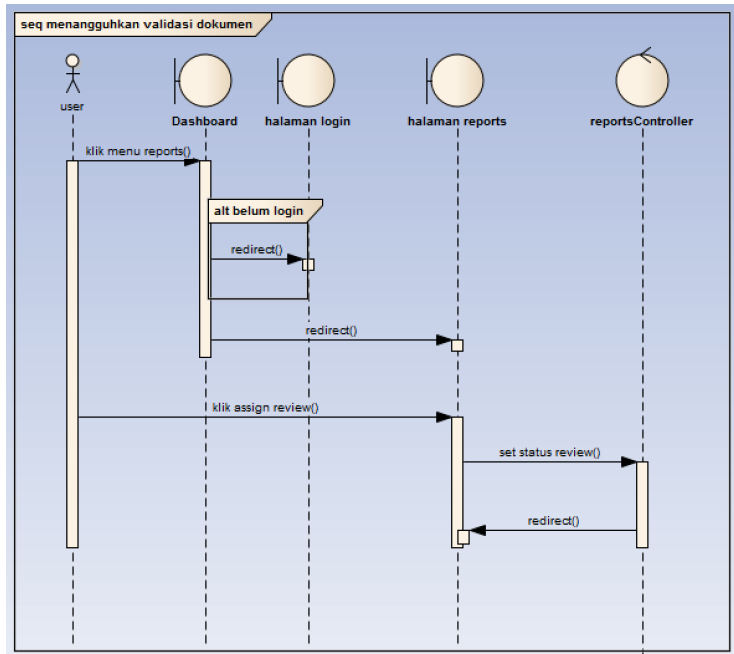 seq menangguhkan validasi dokumen
user
Dashboard
halaman login
halaman reports
reportsController
klik menu reports()
alt belum login
redirect()
redirect()
klik assign review()
set status review()
redirect()